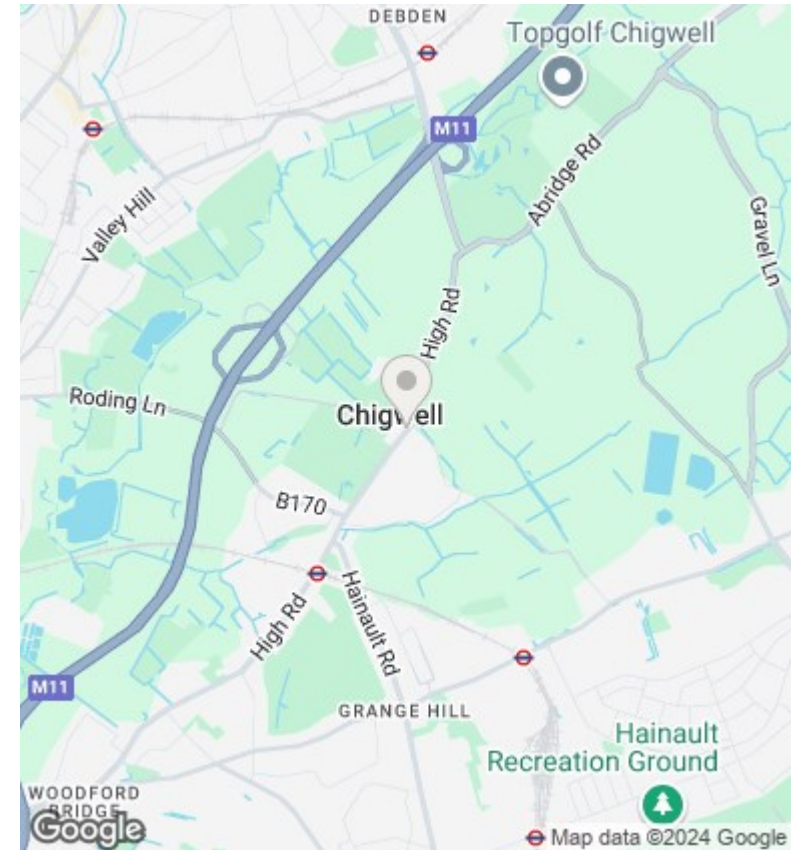 DEBDEN
Topgolf Chigwell
M11
Abridge Rd
Valley Hill
Gravel Ln
High Rd
Chigwell
Roding Ln
B170
Hainault Rd
High Rd
M11
GRANGE HILL
Hainault
Recreation Ground
WOODFORD
BRIDGE
Google
Map data ©2024 Google